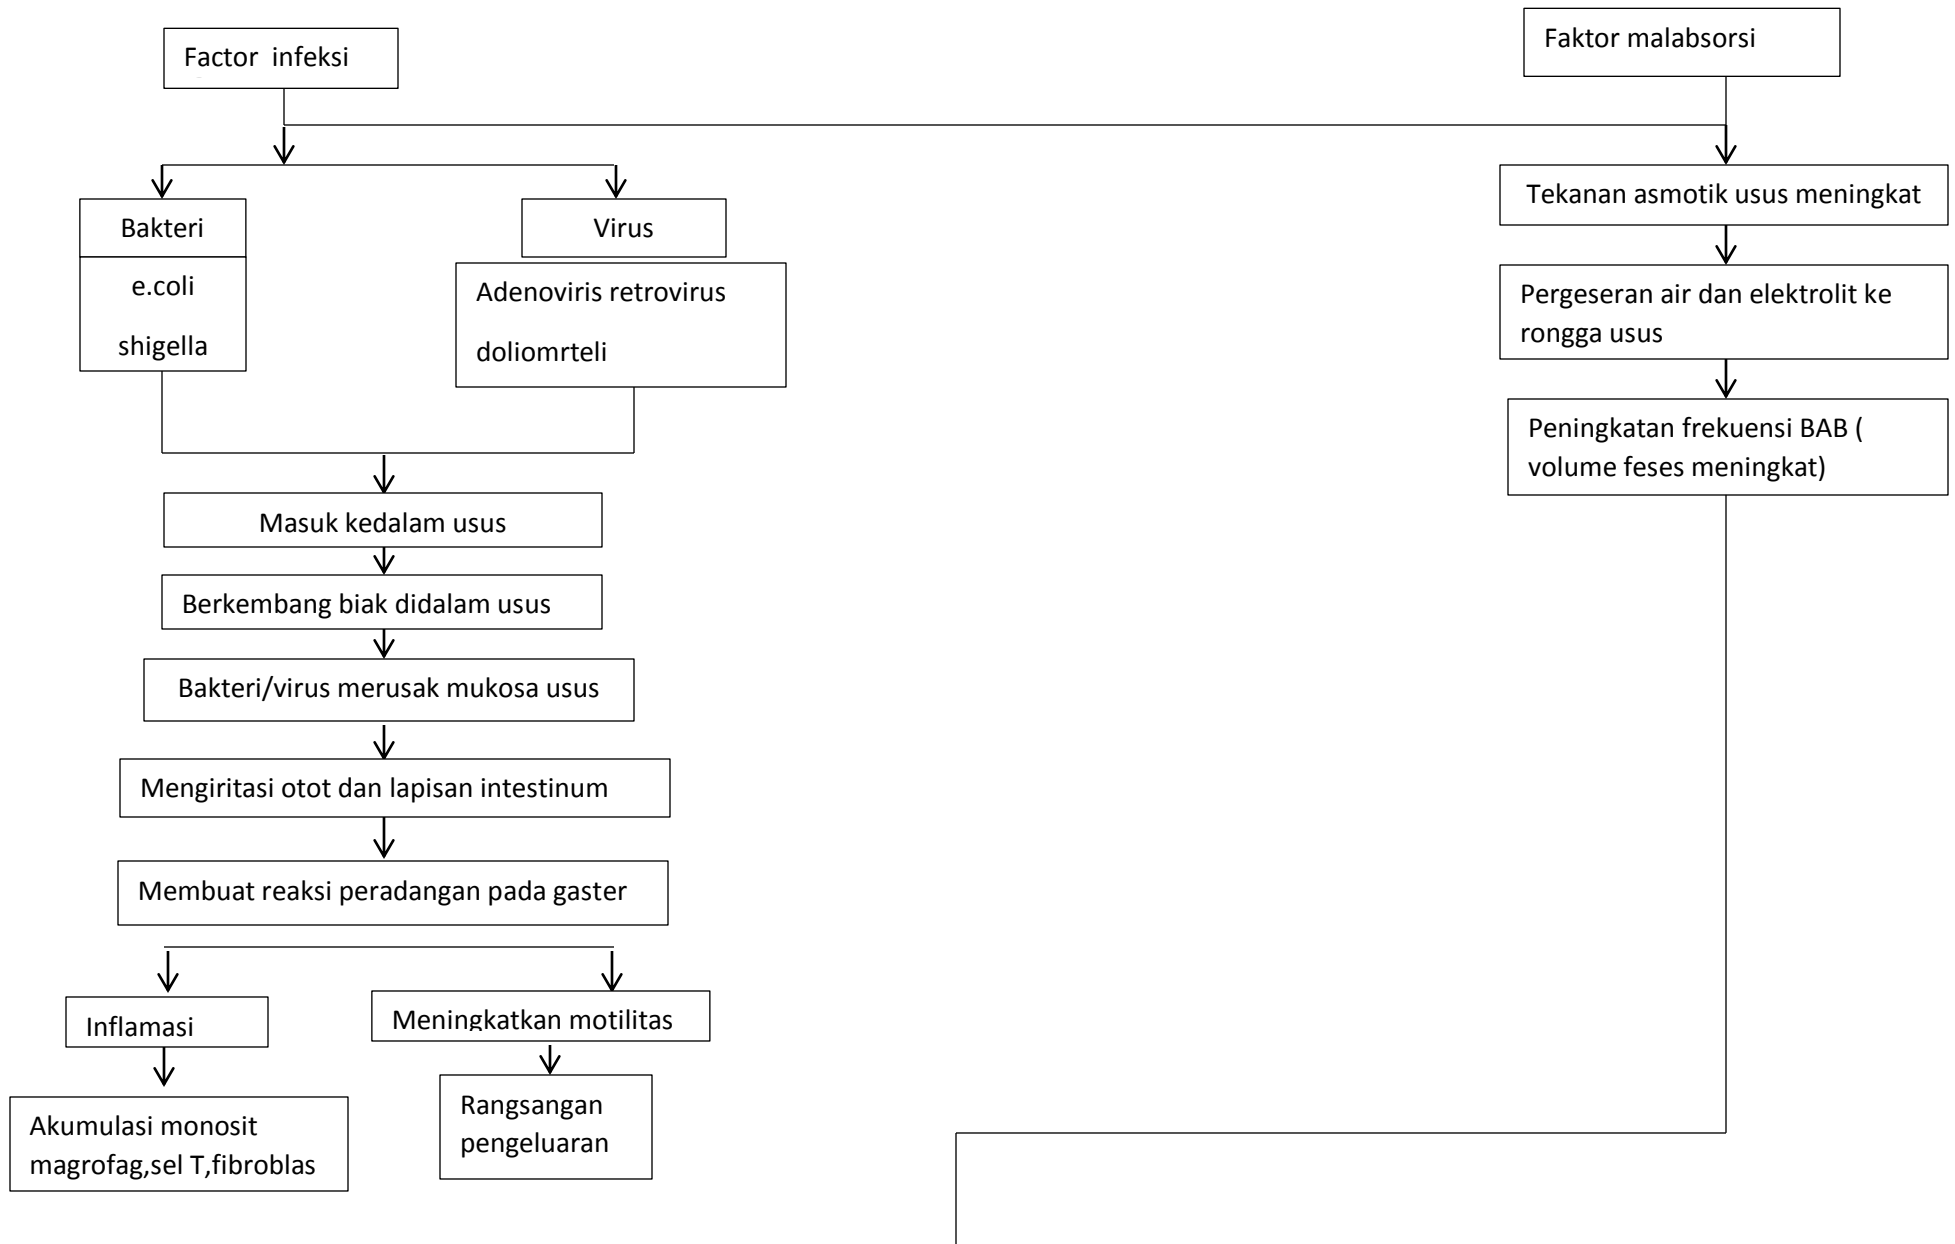 Factor infeksi
Faktor malabsorsi
Bakteri
e.coli
shigella
Virus
Adenoviris retrovirus
doliomrteli
Tekanan asmotik usus meningkat
Pergeseran air dan elektrolit ke
rongga usus
Peningkatan frekuensi BAB (
volume feses meningkat)
Masuk kedalam usus
Berkembang biak didalam usus
Bakteri/virus merusak mukosa usus
Mengiritasi otot dan lapisan intestinum
Membuat reaksi peradangan pada gaster
Inflamasi
Meningkatkan motilitas
Akumulasi monosit
magrofag,sel T,fibroblas
Rangsangan
pengeluaran